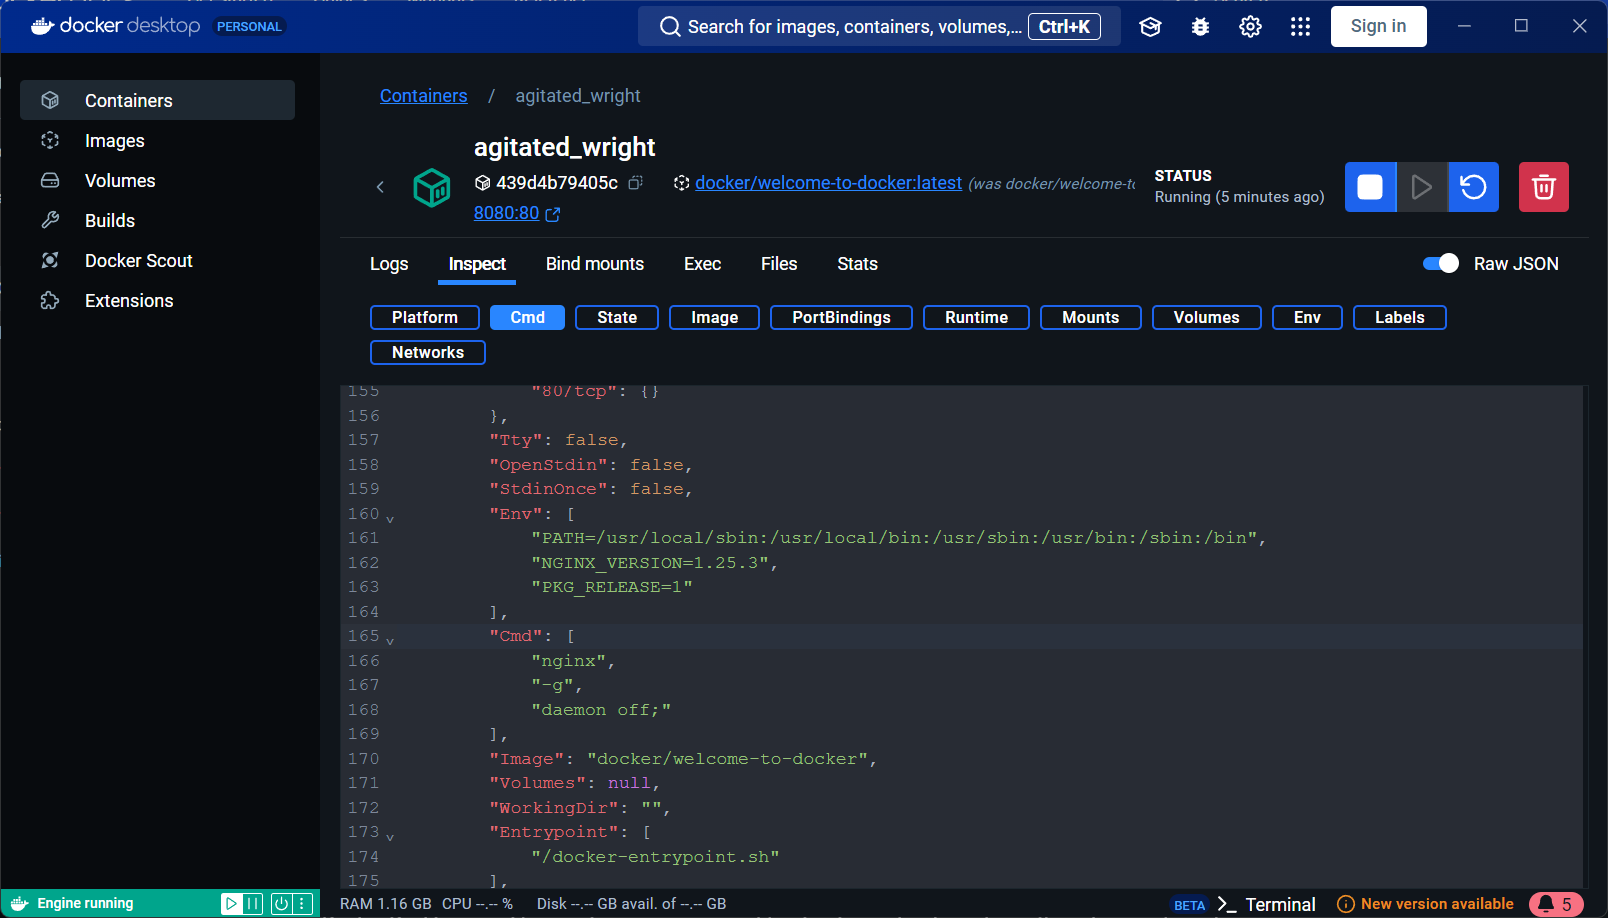 docker desktop PERSONAL
Search for images, containers, volumes,... Ctrl+K
Sign in
Containers
Images
Volumes
Builds
Docker Scout
Extensions
Containers / agitated_wright
agitated_wright
439d4b79405c
docker/welcome-to-docker:latest (was docker/welcome-to
8080:80
STATUS
Running (5 minutes ago)
Logs Inspect Bind mounts Exec Files Stats
Raw JSON
Platform Cmd State Image PortBindings Runtime Mounts Volumes Env Labels
Networks
155 "80/tcp": {}
156 },
157 "Tty": false,
158 "OpenStdin": false,
159 "StdinOnce": false,
160 "Env": [
161 "PATH=/usr/local/sbin:/usr/local/bin:/usr/sbin:/usr/bin:/sbin:/bin",
162 "NGINX_VERSION=1.25.3",
163 "PKG_RELEASE=1"
164 ],
165 "Cmd": [
166 "nginx",
167 "-g",
168 "daemon off;"
169 ],
170 "Image": "docker/welcome-to-docker",
171 "Volumes": null,
172 "WorkingDir": "",
173 "Entrypoint": [
174 "/docker-entrypoint.sh"
175 ],
Engine running
RAM 1.16 GB CPU --.-- % Disk --.-- GB avail. of --.-- GB
BETA >_ Terminal
New version available
5